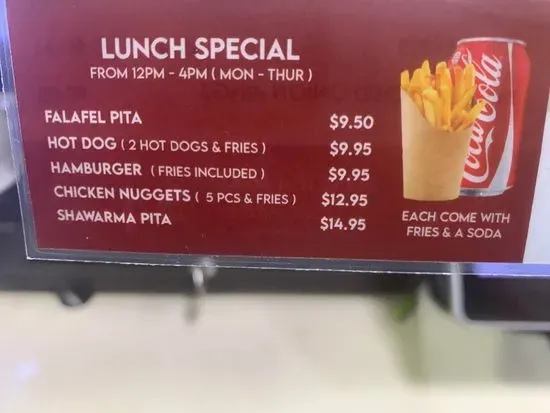 LUNCH SPECIAL
FROM 12PM - 4PM ( MON - THUR )
FALAFEL PITA $9.50
HOT DOG ( 2 HOT DOGS & FRIES ) $9.95
HAMBURGER ( FRIES INCLUDED ) $9.95
CHICKEN NUGGETS ( 5 PCS & FRIES ) $12.95
SHAWARMA PITA $14.95
Coca-Cola
EACH COME WITH
FRIES & A SODA